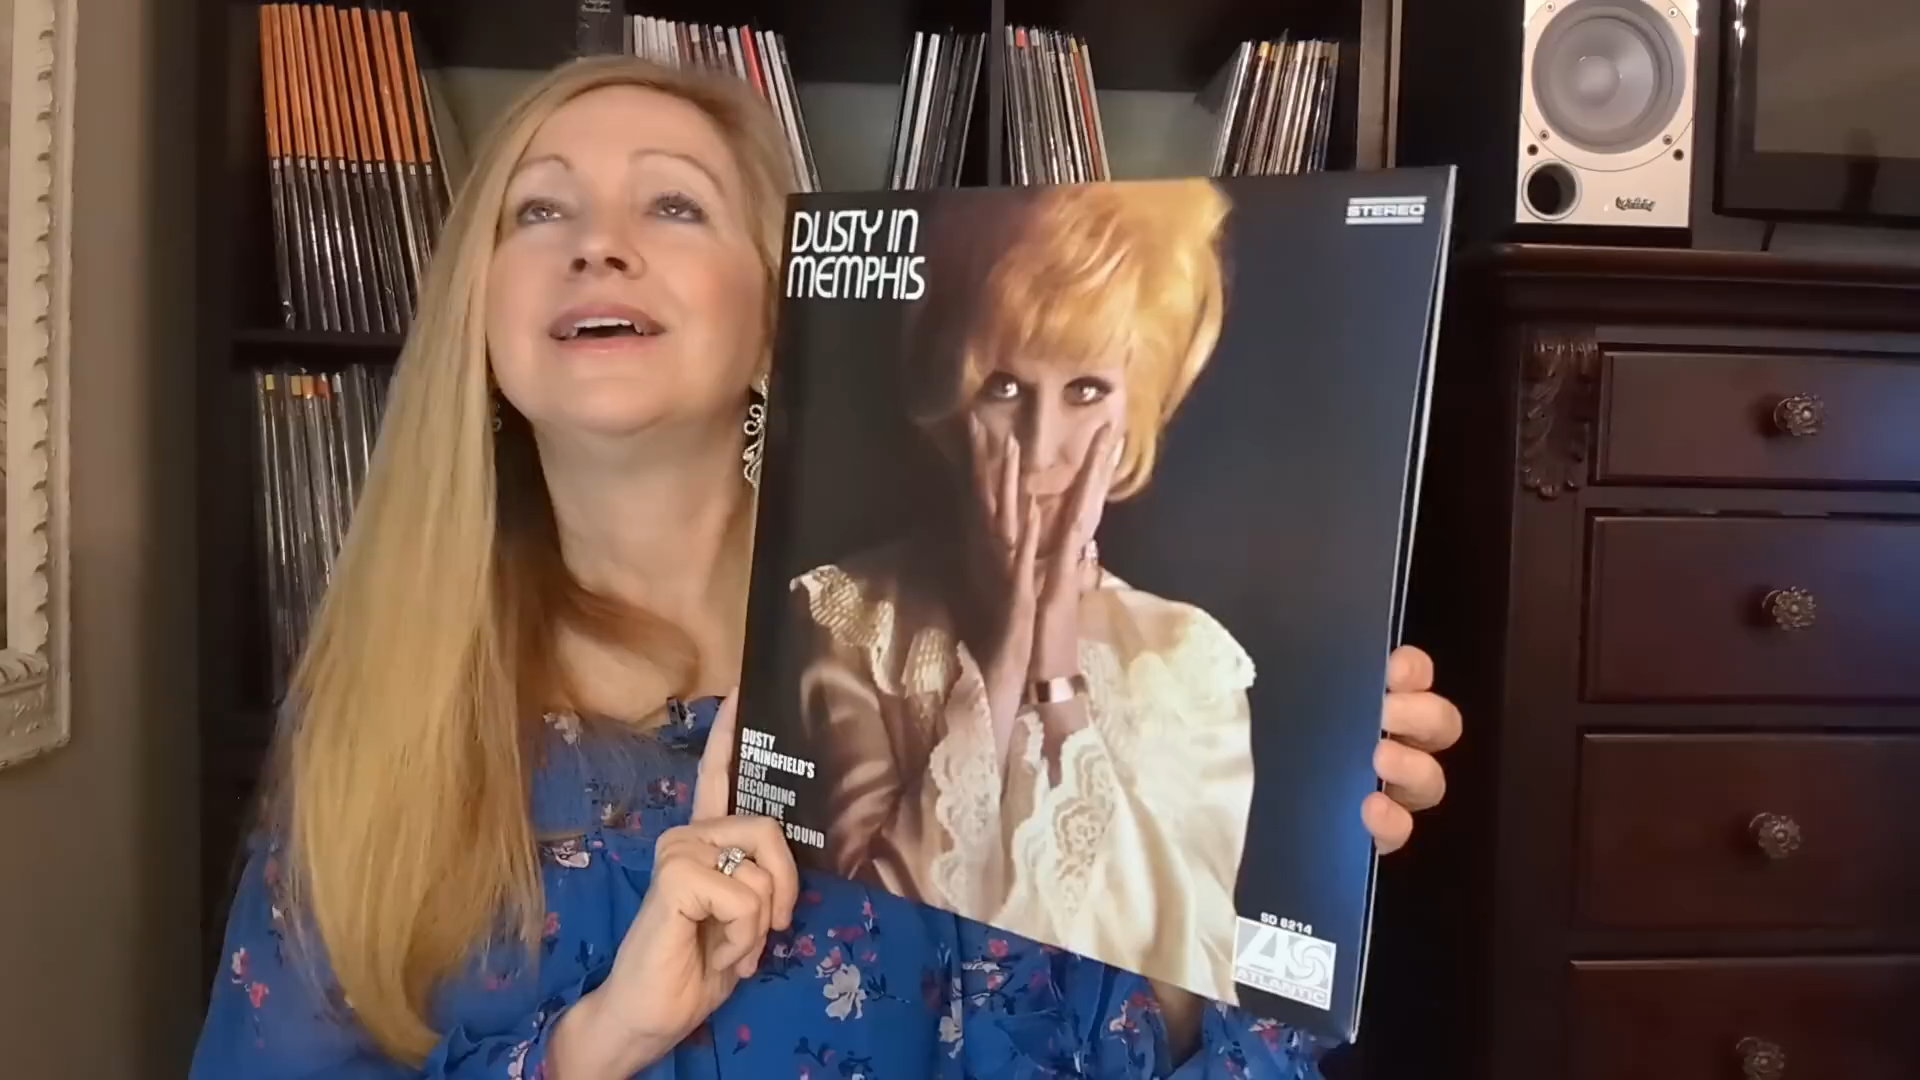 DUSTY IN
MEMPHIS
STEREO
DUSTY
SPRINGFIELD'S
FIRST
RECORDING
WITH THE
SOUND
SD 8214
ATLANTIC